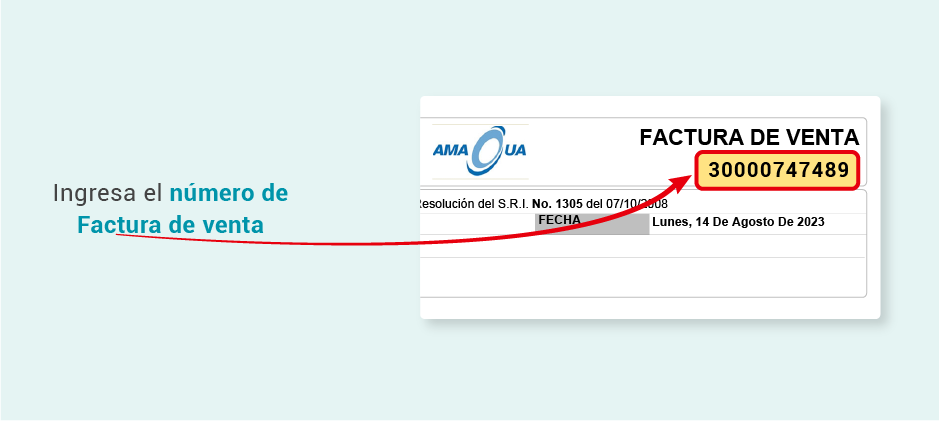 Ingresa el número de
Factura de venta
AMA UA
FACTURA DE VENTA
30000747489
esolución del S.R.I. No. 1305 del 07/10/2008
FECHA
Lunes, 14 De Agosto De 2023